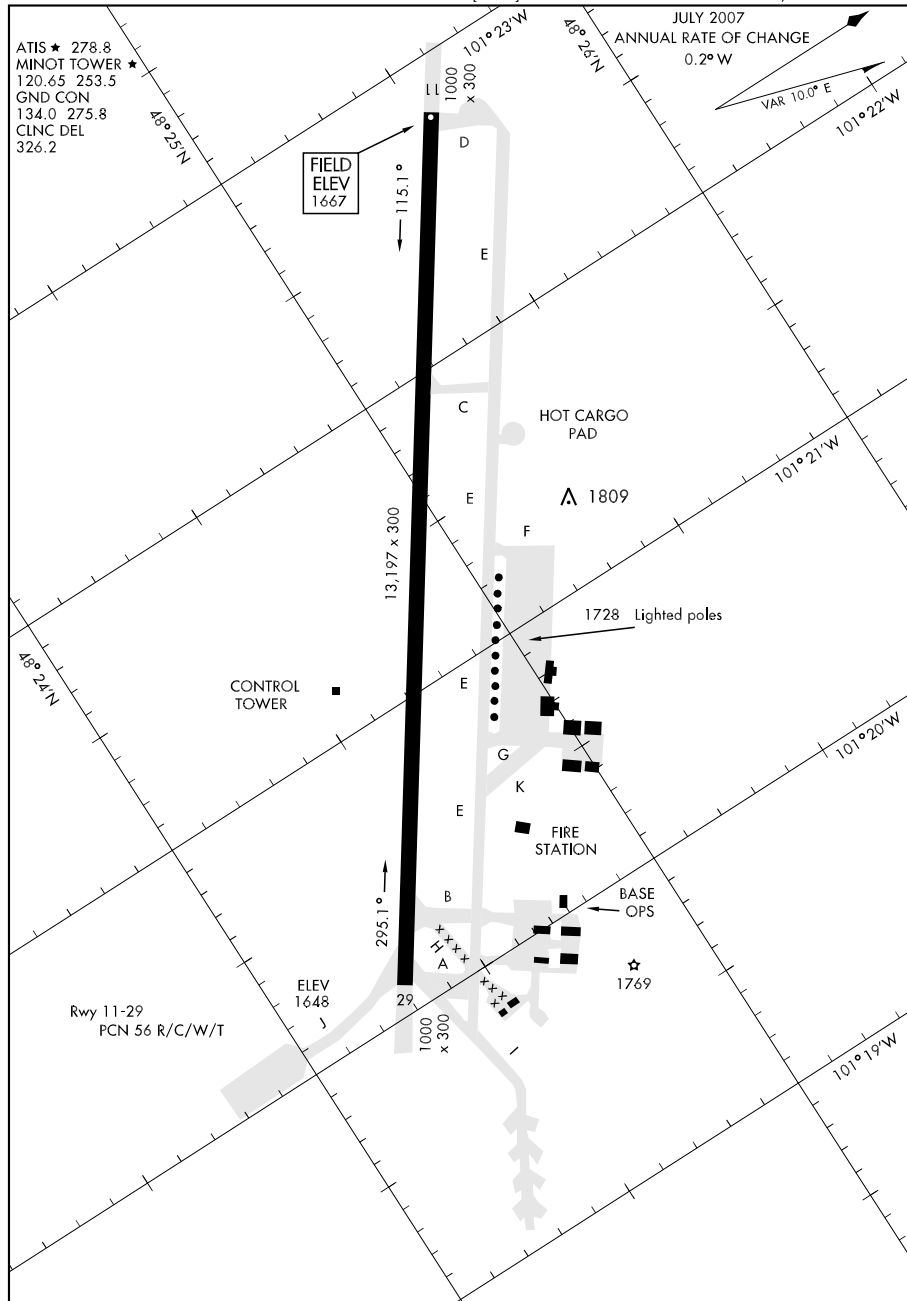 ATIS ★ 278.8
MINOT TOWER ★
120.65 253.5
GND CON
134.0 275.8
CLNC DEL
326.2
101° 23'W
48° 26'N
JULY 2007
ANNUAL RATE OF CHANGE
0.2° W
VAR 10.0° E
101° 22'W
48° 25'N
11
1000
x 300
FIELD
ELEV
1667
115.1°
D
E
C
HOT CARGO
PAD
101° 21'W
E
1809
F
13,197 x 300
1728 Lighted poles
48° 24'N
CONTROL
TOWER
E
101° 20'W
G
K
E
FIRE
STATION
B
BASE
OPS
295.1°
H
A
1769
ELEV
1648
29
J
Rwy 11-29
PCN 56 R/C/W/T
1000
x 300
I
101° 19'W